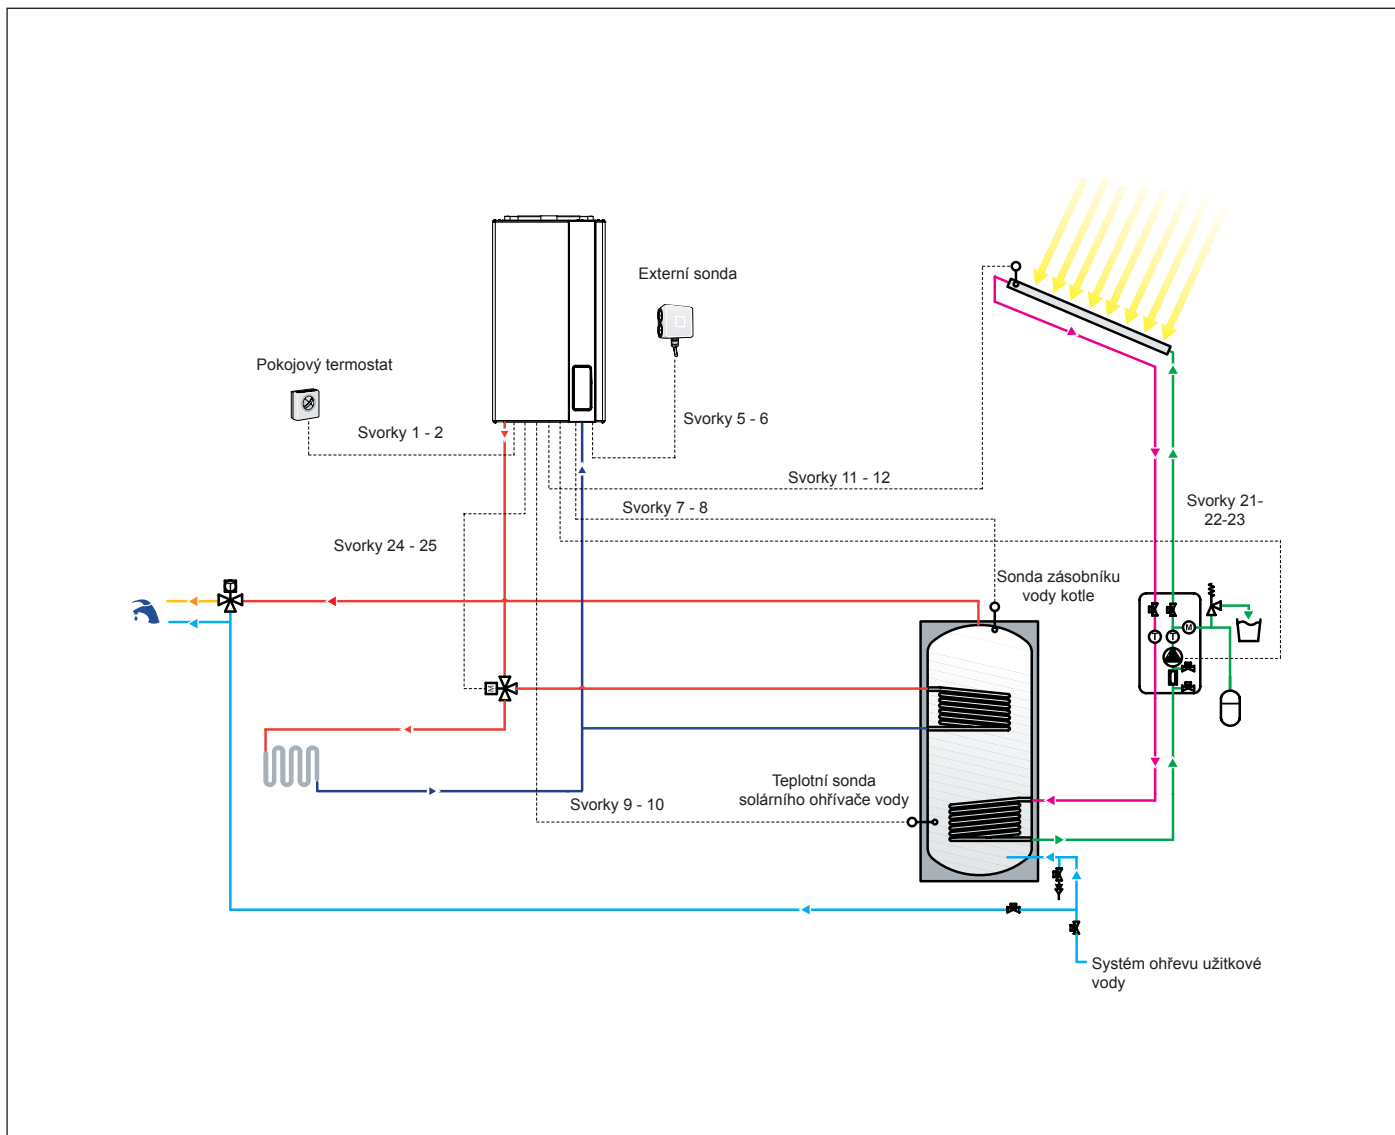 Externí sonda
Pokojový termostat
Svorky 1 - 2
Svorky 5 - 6
Svorky 11 - 12
Svorky 7 - 8
Svorky 21-
22-23
Svorky 24 - 25
Sonda zásobníku
vody kotle
T
M
T
T
M
Teplotní sonda
solárního ohřívače vody
Svorky 9 - 10
Systém ohřevu užitkové
vody